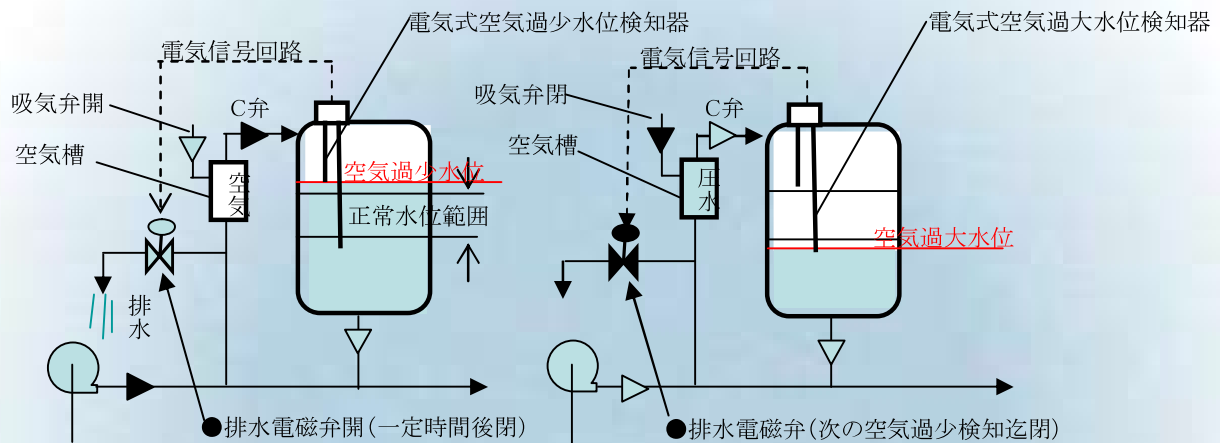 電気式空気過少水位検知器
電気信号回路
吸気弁開
C弁
空気槽
空気
空気過少水位
正常水位範囲
排水
●排水電磁弁開(一定時間後閉)
電気式空気過大水位検知器
電気信号回路
吸気弁閉
C弁
空気槽
圧水
空気過大水位
●排水電磁弁(次の空気過少検知迄閉)